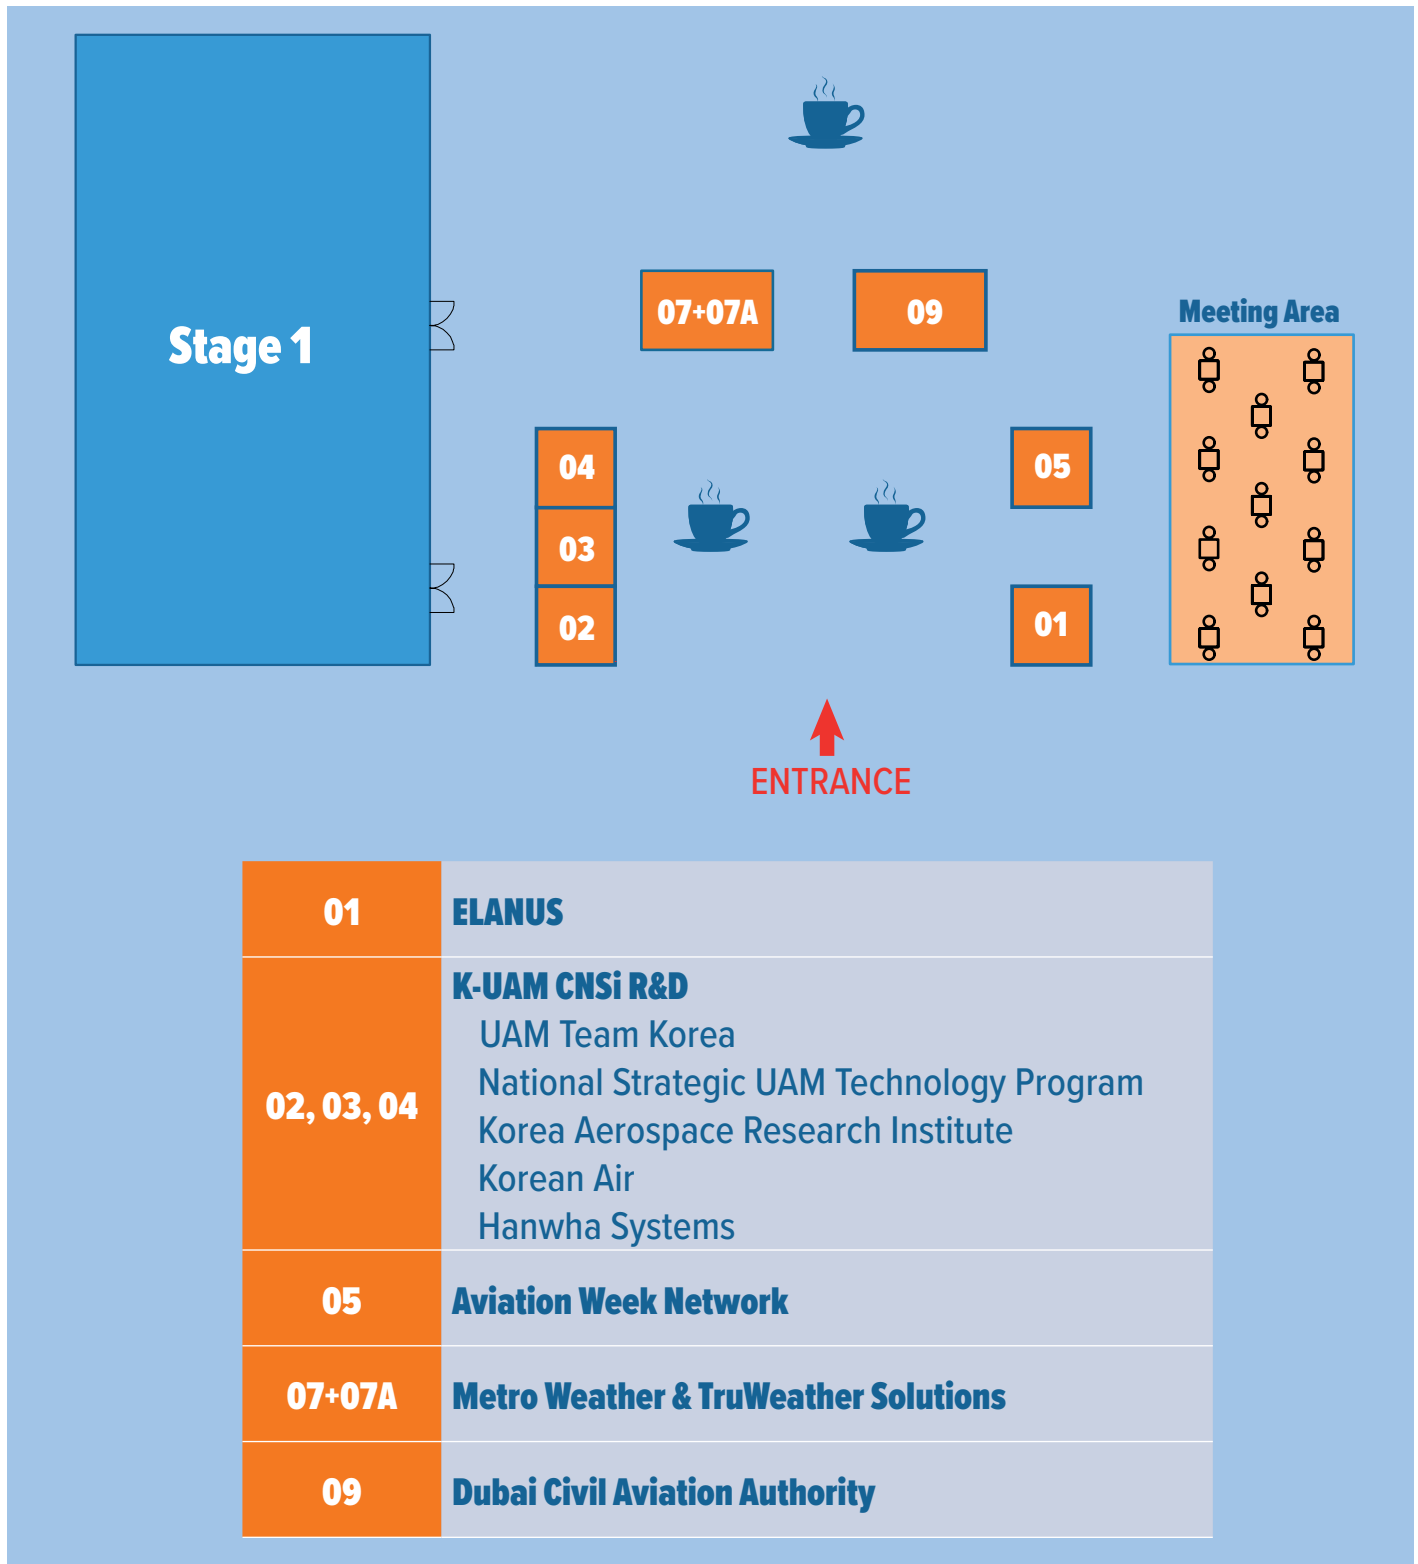 Stage 1
07+07A
09
Meeting Area
04
05
03
02
01
ENTRANCE
01
ELANUS
02, 03, 04
K-UAM CNSi R&D
UAM Team Korea
National Strategic UAM Technology Program
Korea Aerospace Research Institute
Korean Air
Hanwha Systems
05
Aviation Week Network
07+07A
Metro Weather & TruWeather Solutions
09
Dubai Civil Aviation Authority